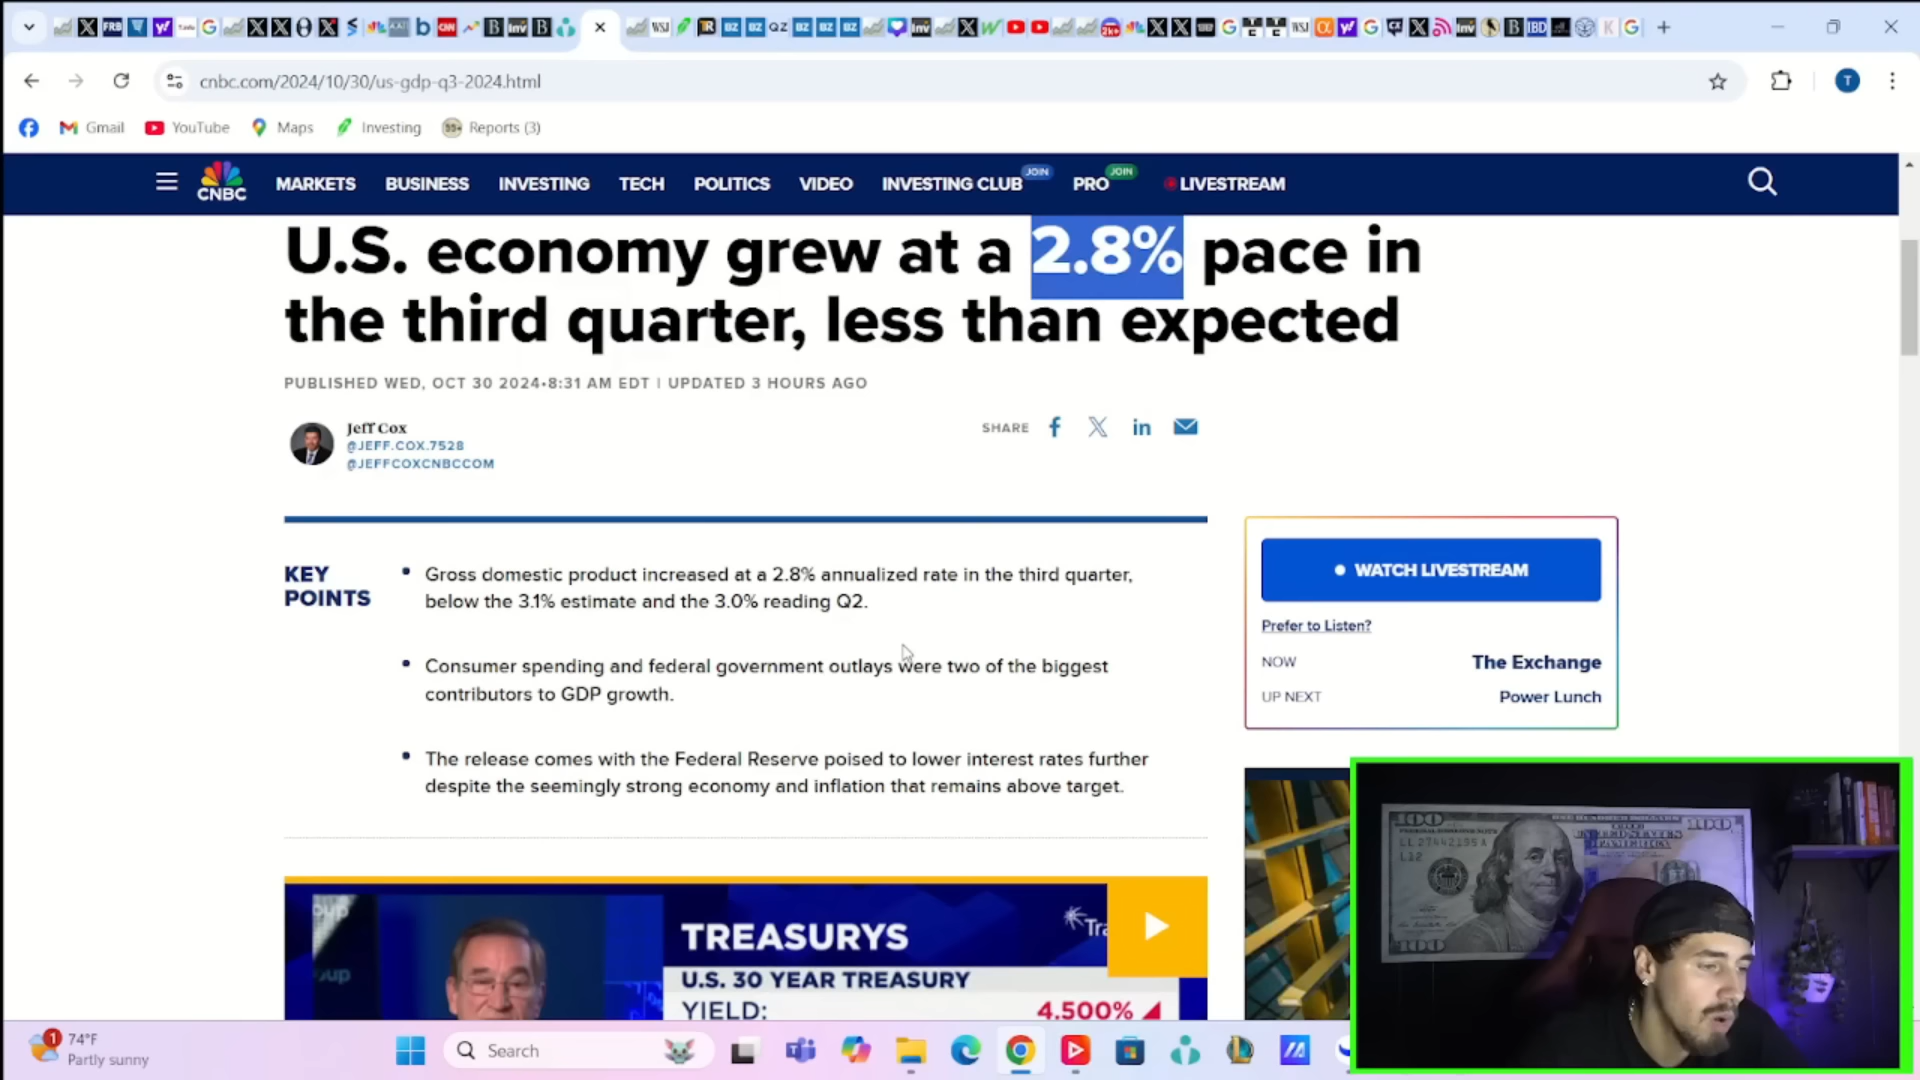 cnbc.com/2024/10/30/us-gdp-q3-2024.html
T
Gmail
YouTube
Maps
Investing
Reports (3)
CNBC
MARKETS
BUSINESS
INVESTING
TECH
POLITICS
VIDEO
INVESTING CLUB
JOIN
PRO
JOIN
LIVESTREAM
U.S. economy grew at a 2.8% pace in
the third quarter, less than expected
PUBLISHED WED, OCT 30 2024•8:31 AM EDT | UPDATED 3 HOURS AGO
Jeff Cox
@JEFF.COX.7528
@JEFFCOXCNBCCOM
SHARE
KEY
POINTS
• Gross domestic product increased at a 2.8% annualized rate in the third quarter,
below the 3.1% estimate and the 3.0% reading Q2.
• Consumer spending and federal government outlays were two of the biggest
contributors to GDP growth.
• The release comes with the Federal Reserve poised to lower interest rates further
despite the seemingly strong economy and inflation that remains above target.
WATCH LIVESTREAM
Prefer to Listen?
NOW
The Exchange
UP NEXT
Power Lunch
TREASURYS
U.S. 30 YEAR TREASURY
YIELD:
4.500%
100
100
100
1
74°F
Partly sunny
Search